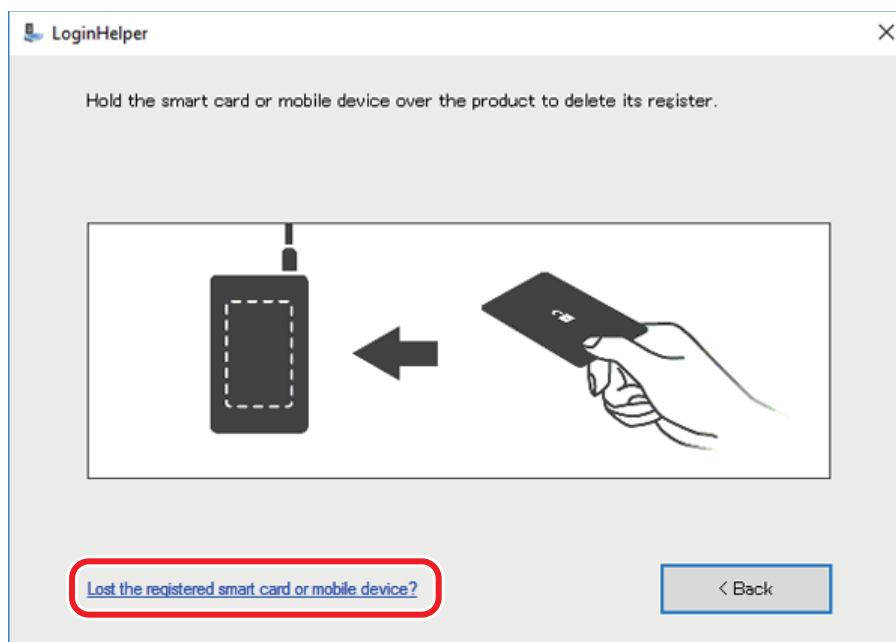 LoginHelper
Hold the smart card or mobile device over the product to delete its register.
Lost the registered smart card or mobile device?
< Back